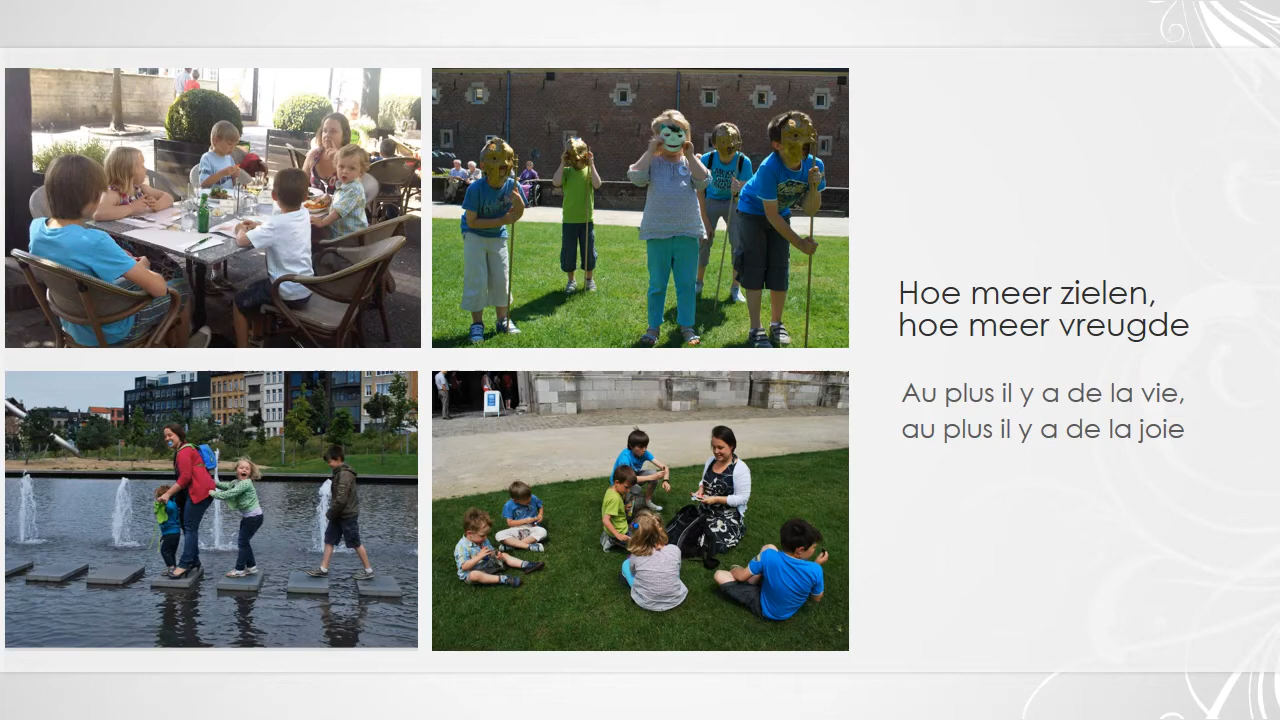 Hoe meer zielen,
hoe meer vreugde
Au plus il y a de la vie,
au plus il y a de la joie